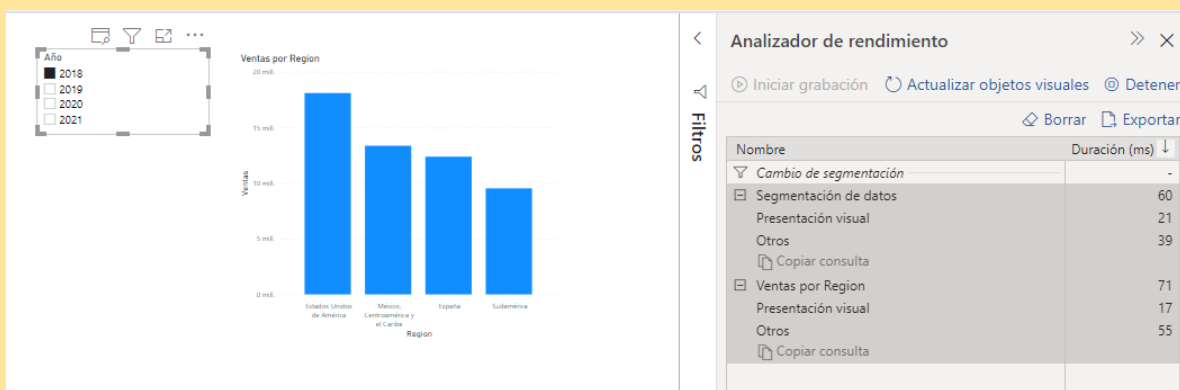 Año
2018
2019
2020
2021
Ventas por Region
20 mill.
15 mill.
10 mill.
5 mill.
0 mill.
Ventas
Estados Unidos
de América
México,
Centroamérica y
el Caribe
España
Sudamérica
Region
Filtros
Analizador de rendimiento
Iniciar grabación Actualizar objetos visuales Detener
Borrar Exportar
Nombre Duración (ms)
Cambio de segmentación -
Segmentación de datos 60
Presentación visual 21
Otros 39
Copiar consulta
Ventas por Region 71
Presentación visual 17
Otros 55
Copiar consulta